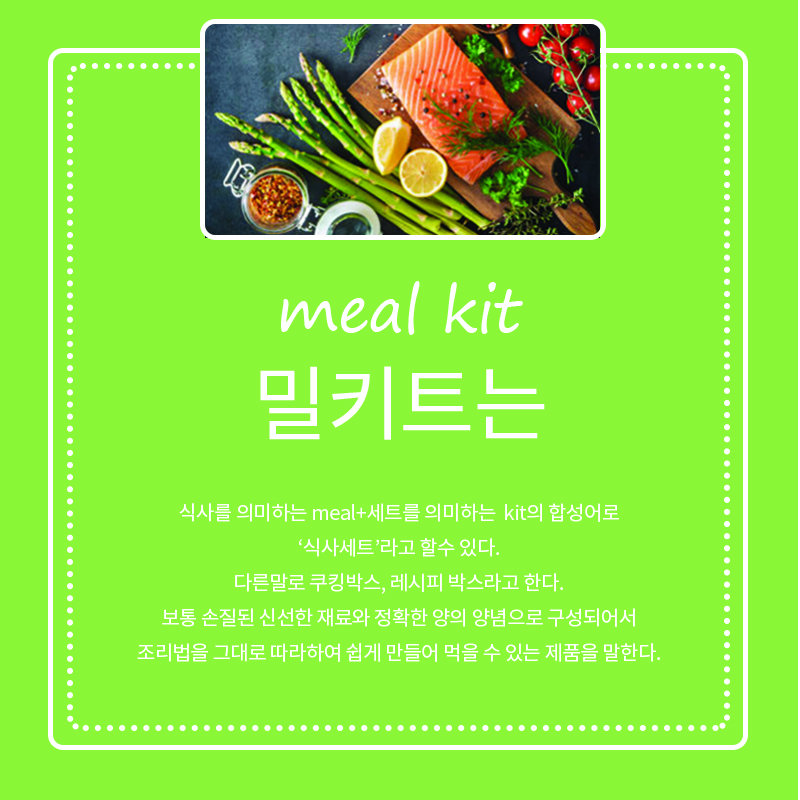 meal kit
밀키트는
식사를 의미하는 meal+세트를 의미하는 kit의 합성어로
‘식사세트’라고 할수 있다.
다른말로 쿠킹박스, 레시피 박스라고 한다.
보통 손질된 신선한 재료와 정확한 양의 양념으로 구성되어서
조리법을 그대로 따라하여 쉽게 만들어 먹을 수 있는 제품을 말한다.